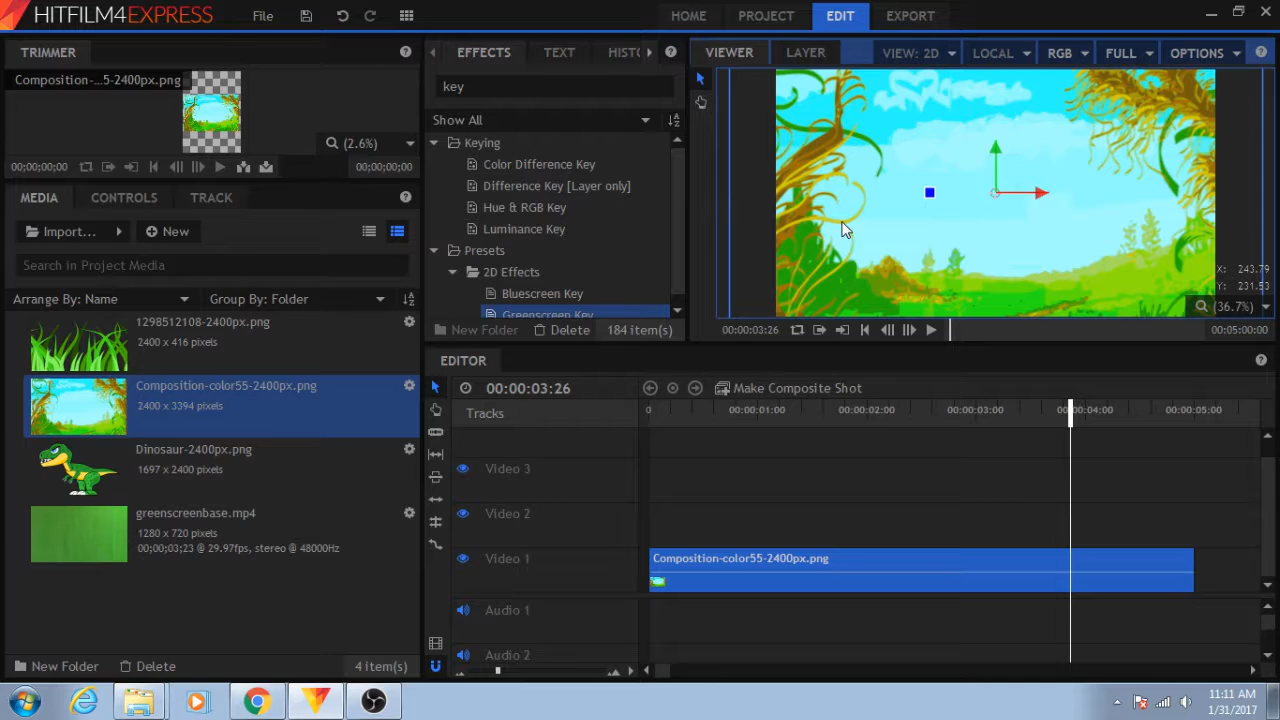 HITFILM4EXPRESS
File
HOME
PROJECT
EDIT
EXPORT
TRIMMER
Composition-...5-2400px.png
(2.6%)
00;00;00;00
00;00;00;00
MEDIA
CONTROLS
TRACK
Import...
New
Search in Project Media
Arrange By: Name
Group By: Folder
1298512108-2400px.png
2400 x 416 pixels
Composition-color55-2400px.png
2400 x 3394 pixels
Dinosaur-2400px.png
1697 x 2400 pixels
greenscreenbase.mp4
1280 x 720 pixels
00;00;03;23 @ 29.97fps, stereo @ 48000Hz
New Folder
Delete
4 item(s)
EFFECTS
TEXT
HISTO
key
Show All
Keying
Color Difference Key
Difference Key [Layer only]
Hue & RGB Key
Luminance Key
Presets
2D Effects
Bluescreen Key
Greenscreen Key
New Folder
Delete
184 item(s)
VIEWER
LAYER
VIEW: 2D
LOCAL
RGB
FULL
OPTIONS
X: 243.79
Y: 231.53
(36.7%)
00:00:03:26
00:05:00:00
EDITOR
00:00:03:26
Make Composite Shot
Tracks
0
00:00:01:00
00:00:02:00
00:00:03:00
00:00:04:00
00:00:05:00
Video 3
Video 2
Video 1
Composition-color55-2400px.png
Audio 1
Audio 2
11:11 AM
1/31/2017